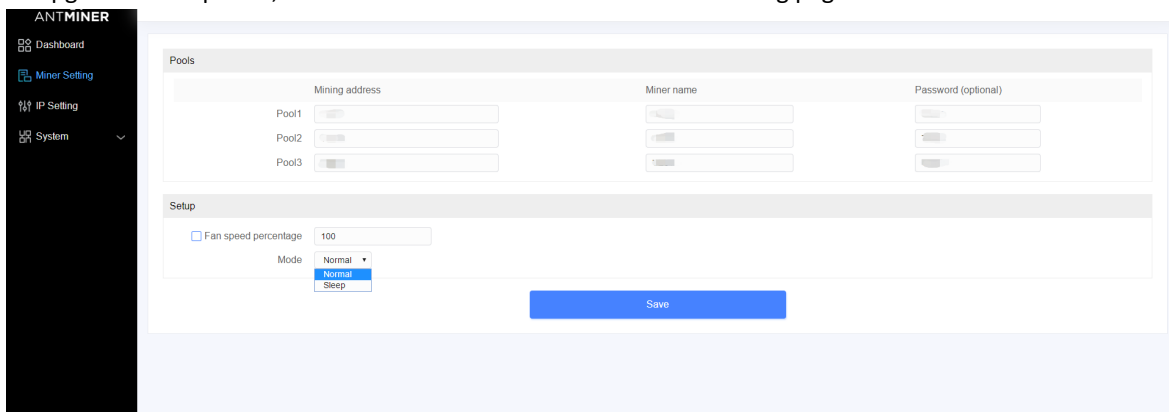 ANTMINER
Dashboard
Miner Setting
IP Setting
System
Pools
Mining address Miner name Password (optional)
Pool1
Pool2
Pool3
Setup
Fan speed percentage 100
Mode Normal
Normal
Sleep
Save